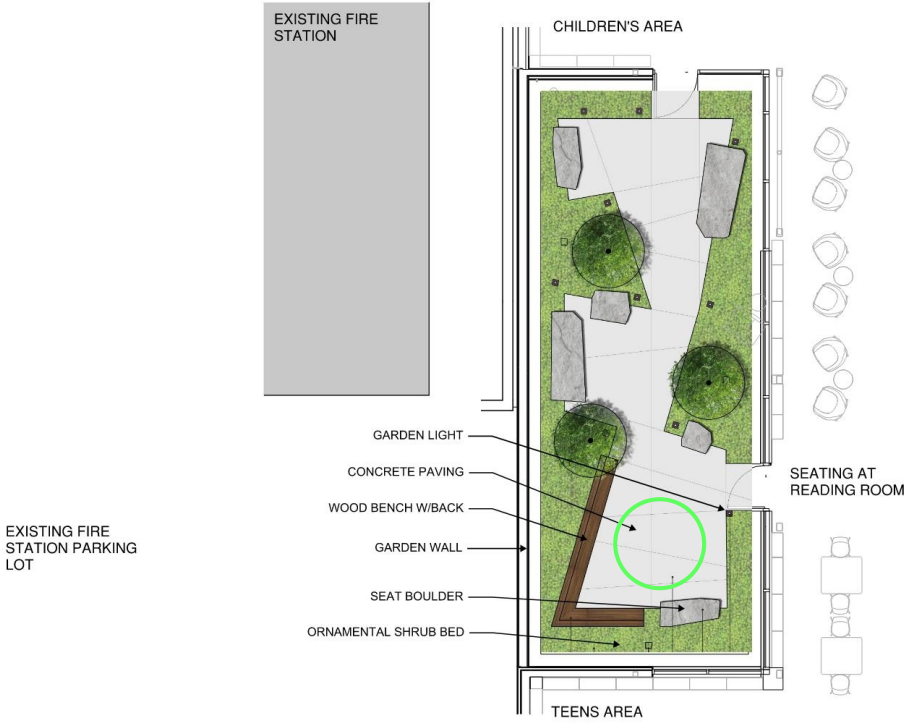 EXISTING FIRE
STATION
CHILDREN'S AREA
GARDEN LIGHT
CONCRETE PAVING
WOOD BENCH W/BACK
GARDEN WALL
SEAT BOULDER
ORNAMENTAL SHRUB BED
SEATING AT
READING ROOM
EXISTING FIRE
STATION PARKING
LOT
TEENS AREA